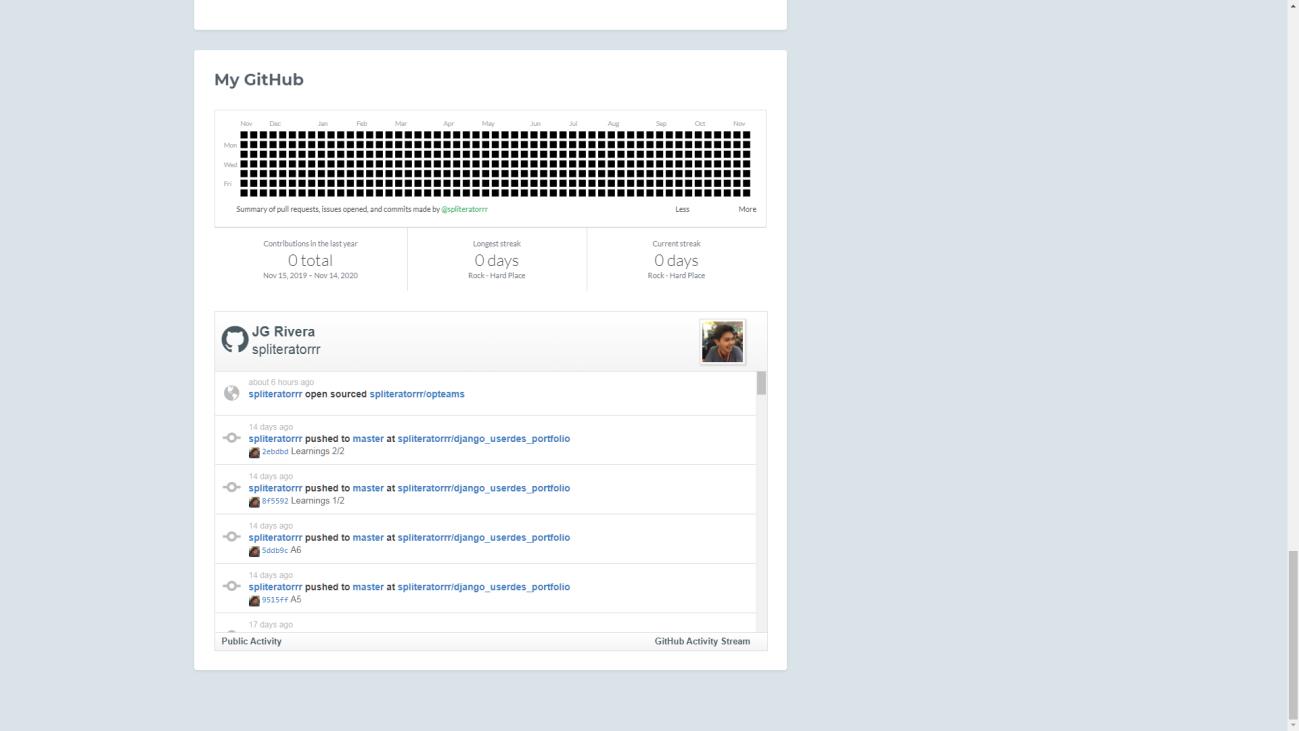 My GitHub
Nov Dec Jan Feb Mar Apr May Jun Jul Aug Sep Oct Nov
Mon
Wed
Fri
Summary of pull requests, issues opened, and commits made by @spliteratorrr Less More
Contributions in the last year
0 total
Nov 15, 2019 – Nov 14, 2020
Longest streak
0 days
Rock - Hard Place
Current streak
0 days
Rock - Hard Place
JG Rivera
spliteratorrr
about 6 hours ago
spliteratorrr open sourced spliteratorrr/opteams
14 days ago
spliteratorrr pushed to master at spliteratorrr/django_userdes_portfolio
2ebdbd Learnings 2/2
14 days ago
spliteratorrr pushed to master at spliteratorrr/django_userdes_portfolio
8f5592 Learnings 1/2
14 days ago
spliteratorrr pushed to master at spliteratorrr/django_userdes_portfolio
5ddb9c A6
14 days ago
spliteratorrr pushed to master at spliteratorrr/django_userdes_portfolio
9515ff A5
17 days ago
Public Activity GitHub Activity Stream